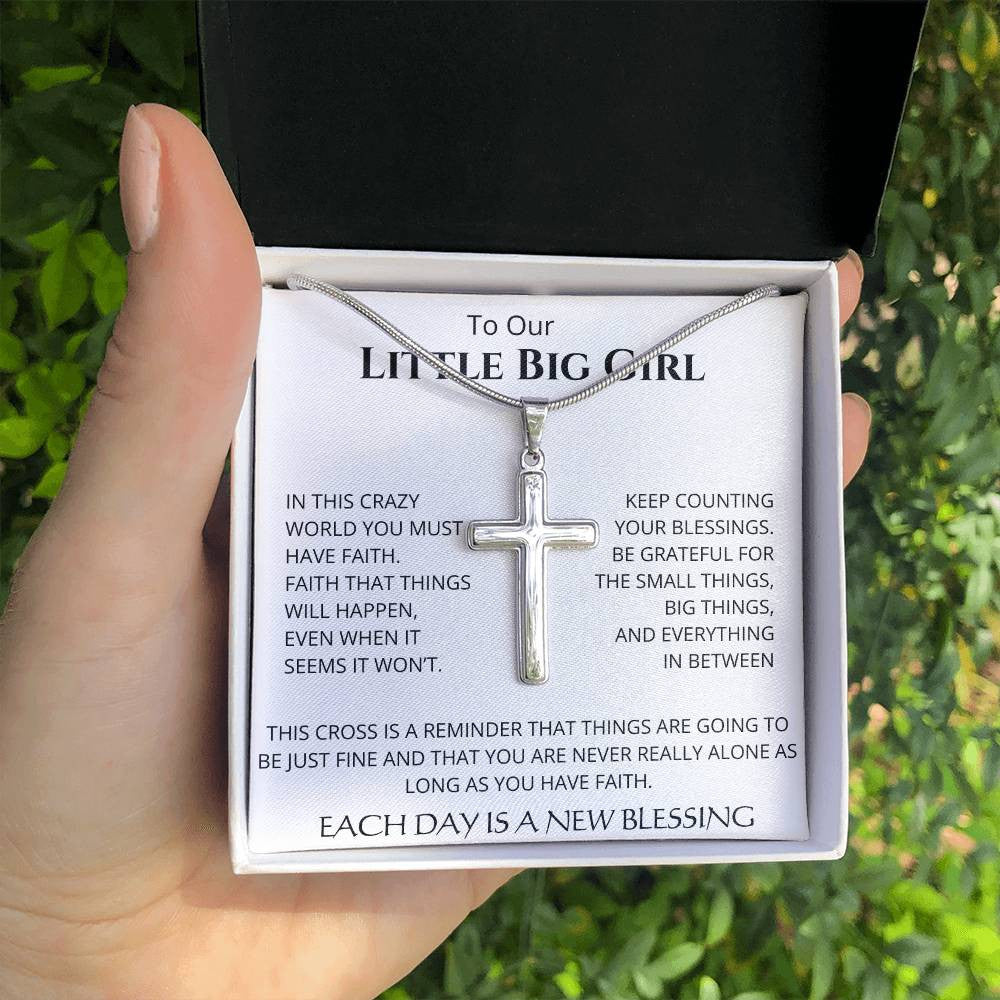 To Our
LITTLE BIG GIRL
IN THIS CRAZY
WORLD YOU MUST
HAVE FAITH.
FAITH THAT THINGS
WILL HAPPEN,
EVEN WHEN IT
SEEMS IT WON'T.
KEEP COUNTING
YOUR BLESSINGS.
BE GRATEFUL FOR
THE SMALL THINGS,
BIG THINGS,
AND EVERYTHING
IN BETWEEN
THIS CROSS IS A REMINDER THAT THINGS ARE GOING TO
BE JUST FINE AND THAT YOU ARE NEVER REALLY ALONE AS
LONG AS YOU HAVE FAITH.
EACH DAY IS A NEW BLESSING